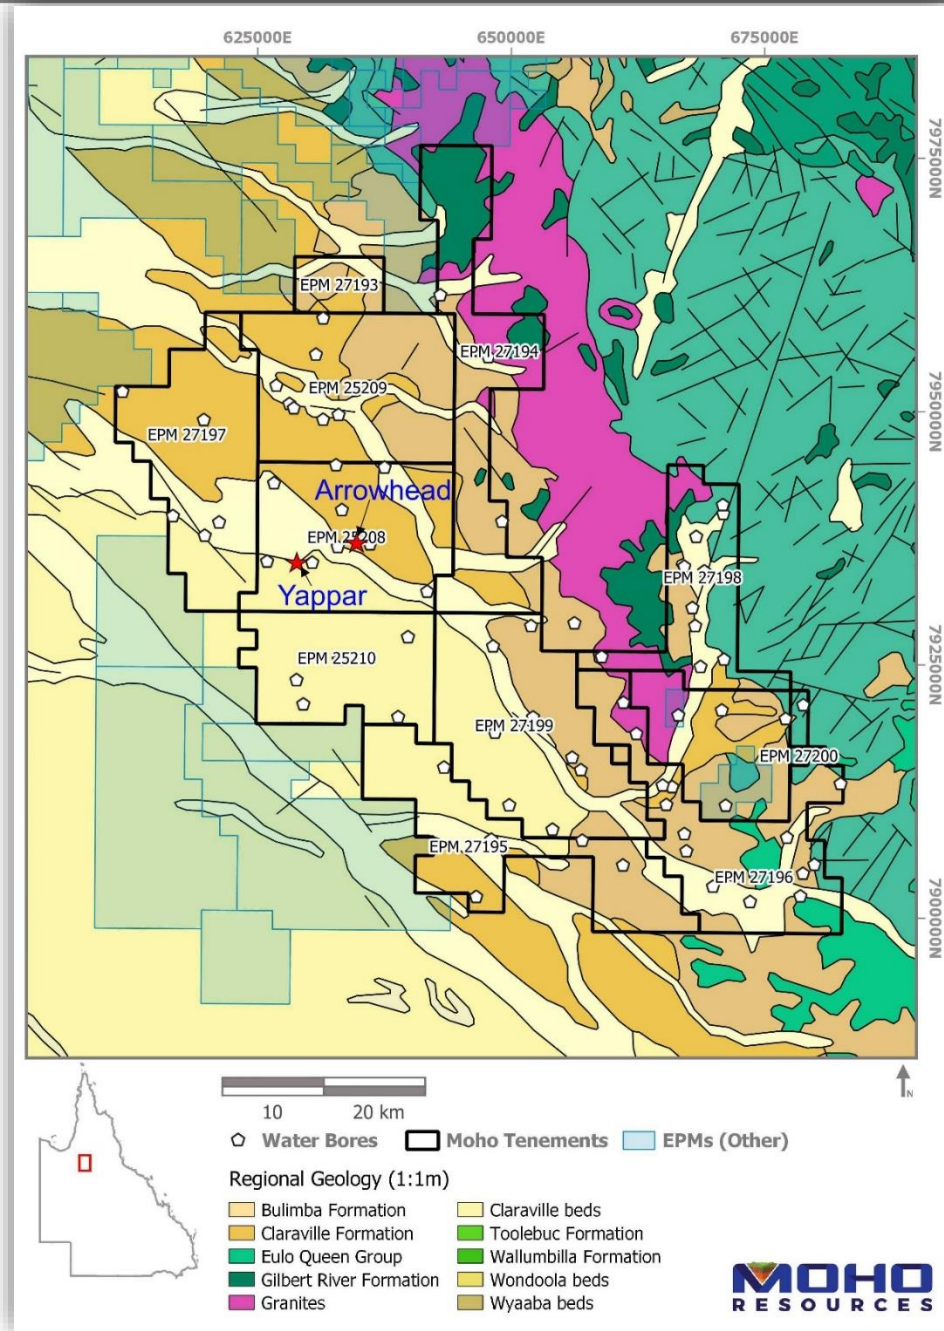 625000E
650000E
675000E
7975000N
EPM 27193
EPM 27194
EPM 25209
7950000N
EPM 27197
Arrowhead
EPM 25208
EPM 27198
Yappar
EPM 25210
7925000N
EPM 27199
EPM 27200
EPM 27195
EPM 27196
7900000N
N
10 20 km
Water Bores Moho Tenements EPMs (Other)
Regional Geology (1:1m)
Bulimba Formation
Claraville Formation
Eulo Queen Group
Gilbert River Formation
Granites
Claraville beds
Toolebuc Formation
Wallumbilla Formation
Wondoola beds
Wyaaba beds
MOHO
RESOURCES